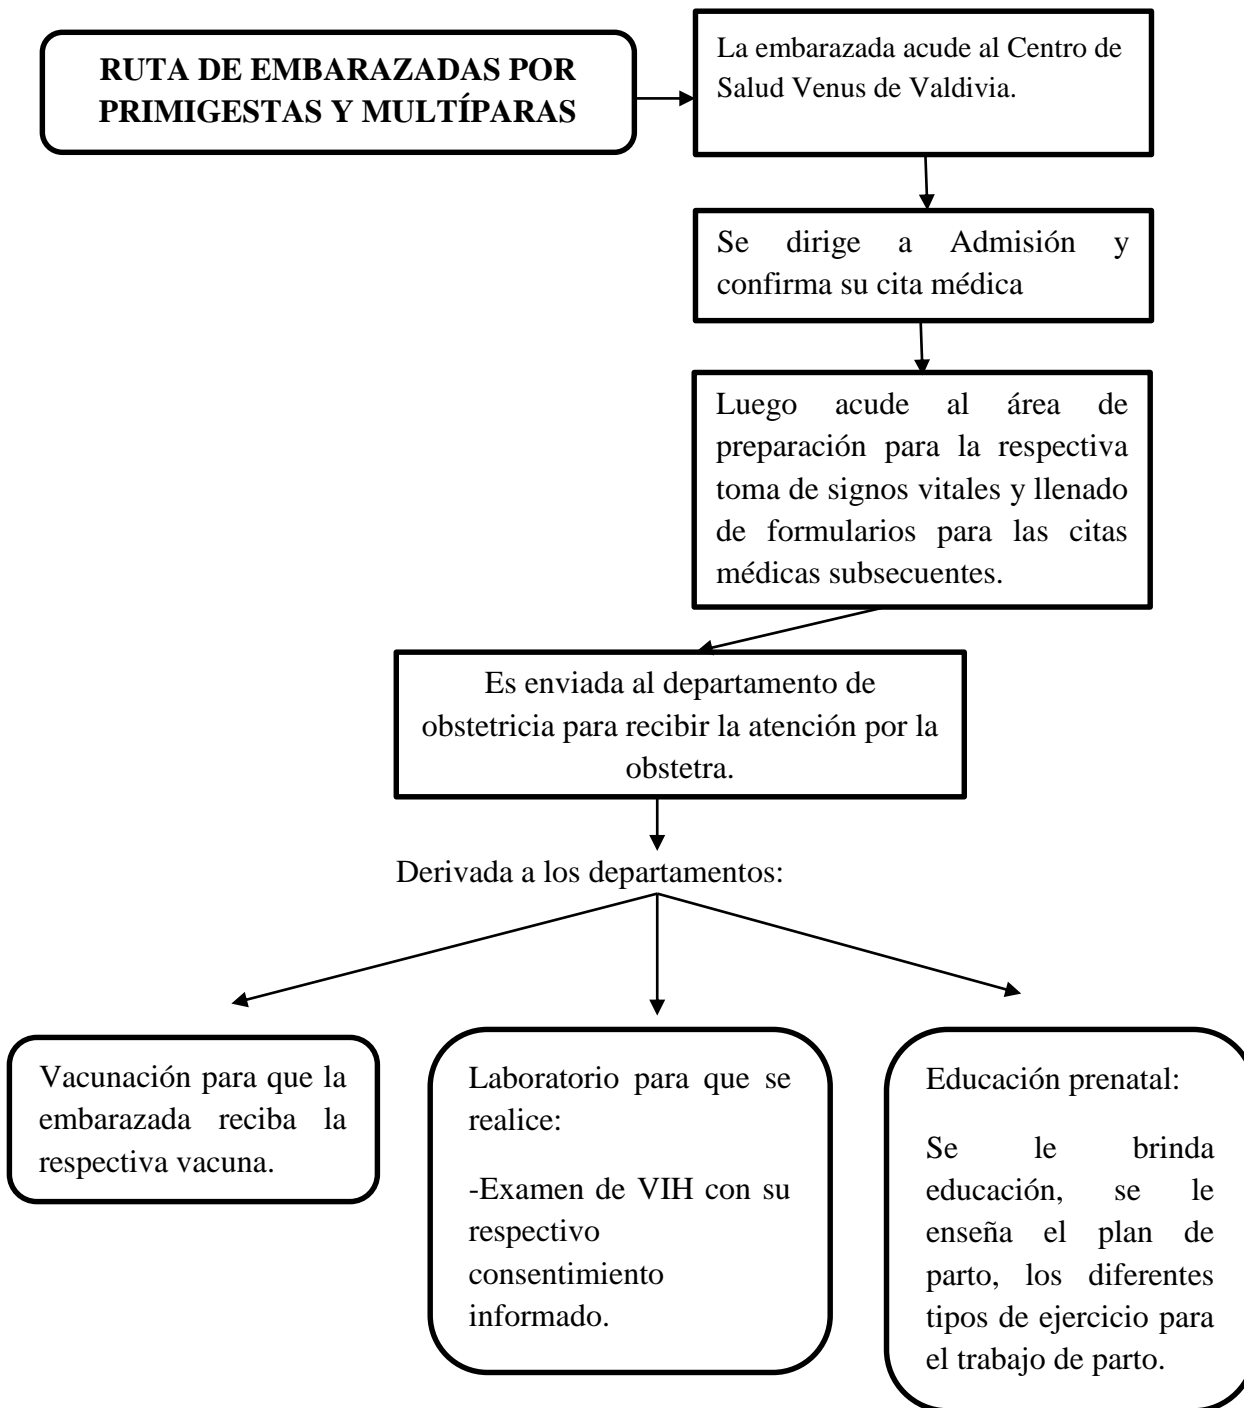 RUTA DE EMBARAZADAS POR
PRIMIGESTAS Y MULTÍPARAS
La embarazada acude al Centro de
Salud Venus de Valdivia.
Se dirige a Admisión y
confirma su cita médica
Luego acude al área de
preparación para la respectiva
toma de signos vitales y llenado
de formularios para las citas
médicas subsecuentes.
Es enviada al departamento de
obstetricia para recibir la atención por la
obstetra.
Derivada a los departamentos:
Vacunación para que la
embarazada reciba la
respectiva vacuna.
Laboratorio para que se
realice:
-Examen de VIH con su
respectivo
consentimiento
informado.
Educación prenatal:
Se le brinda
educación, se le
enseña el plan de
parto, los diferentes
tipos de ejercicio para
el trabajo de parto.